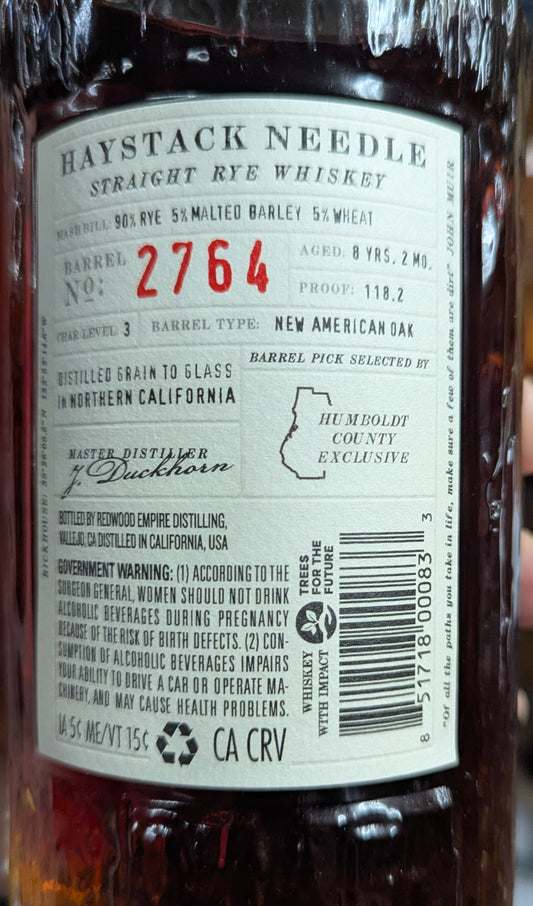 HAYSTACK NEEDLE
STRAIGHT RYE WHISKEY
MASHBILL: 90% RYE 5% MALTED BARLEY 5% WHEAT
BARREL
No:
2764
AGED: 8 YRS. 2 MO.
PROOF: 118.2
CHAR LEVEL: 3
BARREL TYPE: NEW AMERICAN OAK
DISTILLED GRAIN TO GLASS
IN NORTHERN CALIFORNIA
BARREL PICK SELECTED BY
HUMBOLDT
COUNTY
EXCLUSIVE
MASTER DISTILLER
J. Duckhorn
BOTTLED BY REDWOOD EMPIRE DISTILLING,
VALLEJO, CA DISTILLED IN CALIFORNIA, USA
GOVERNMENT WARNING: (1) ACCORDING TO THE
SURGEON GENERAL, WOMEN SHOULD NOT DRINK
ALCOHOLIC BEVERAGES DURING PREGNANCY
BECAUSE OF THE RISK OF BIRTH DEFECTS. (2) CON-
SUMPTION OF ALCOHOLIC BEVERAGES IMPAIRS
YOUR ABILITY TO DRIVE A CAR OR OPERATE MA-
CHINERY, AND MAY CAUSE HEALTH PROBLEMS.
IA 5¢ ME/VT 15¢ CA CRV
WHISKEY
WITH IMPACT
TREES
FOR THE
FUTURE
8 51718 00083 3
"Of all the paths you take in life, make sure a few of them are dirt" JOHN MUIR
RICKHOUSE: